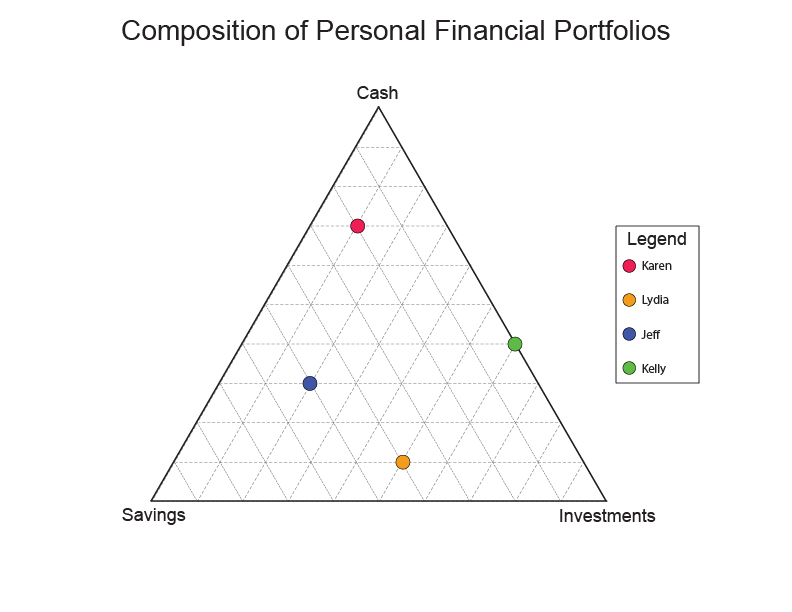 Composition of Personal Financial Portfolios
Cash
Legend
Karen
Lydia
Jeff
Kelly
Savings
Investments